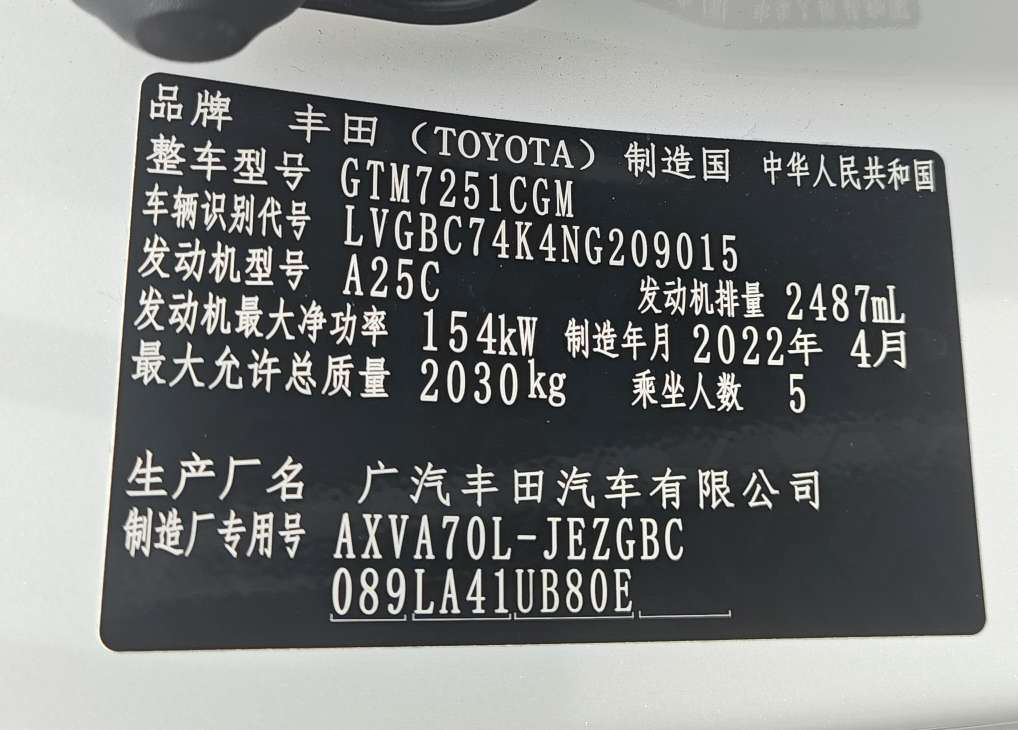 品牌 丰田（TOYOTA） 制造国 中华人民共和国
整车型号 GTM7251CGM
车辆识别代号 LVGBC74K4NG209015
发动机型号 A25C 发动机排量 2487mL
发动机最大净功率 154kW 制造年月 2022年 4月
最大允许总质量 2030kg 乘坐人数 5
生产厂名 广汽丰田汽车有限公司
制造厂专用号 AXVA70L-JEZGBC
089LA41UB80E